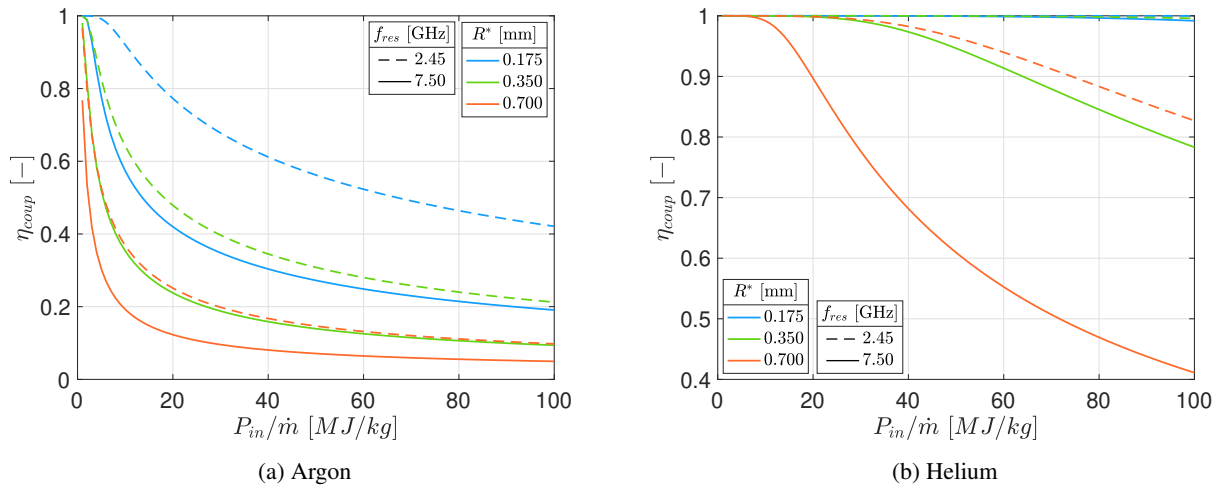 1
0.8
0.6
0.4
0.2
0
η_coup [−]
0 20 40 60 80 100
P_in/ṁ [MJ/kg]
f_res [GHz]
2.45
7.50
R* [mm]
0.175
0.350
0.700
(a) Argon
1
0.9
0.8
0.7
0.6
0.5
0.4
η_coup [−]
R* [mm]
0.175
0.350
0.700
f_res [GHz]
2.45
7.50
0 20 40 60 80 100
P_in/ṁ [MJ/kg]
(b) Helium